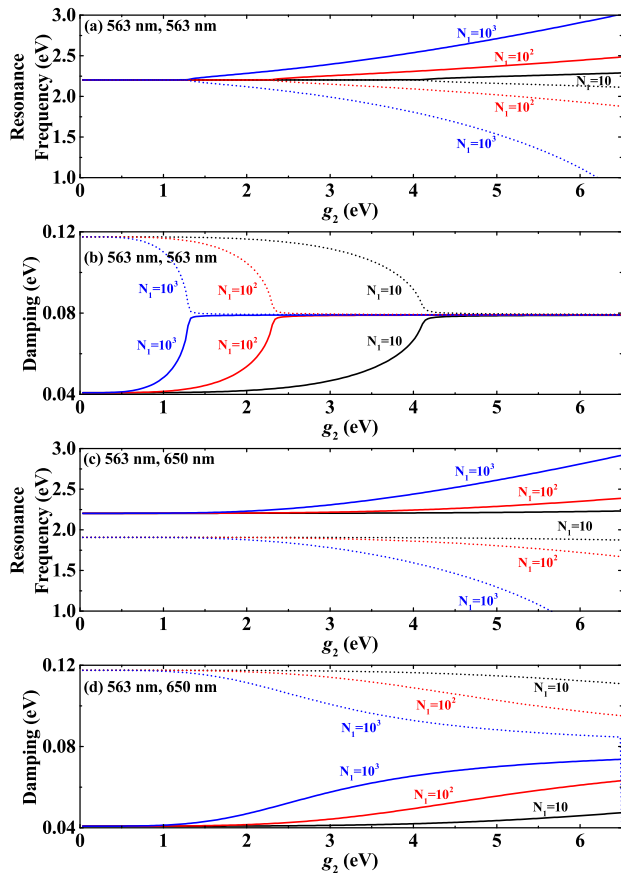 (a) 563 nm, 563 nm
Resonance
Frequency (eV)
3.0
2.5
2.0
1.5
1.0
N₁=10³
N₁=10²
N₁=10
N₁=10²
N₁=10³
0 1 2 3 4 5 6
g₂ (eV)
(b) 563 nm, 563 nm
Damping (eV)
0.12
0.08
0.04
N₁=10³
N₁=10²
N₁=10
N₁=10³
N₁=10²
N₁=10
0 1 2 3 4 5 6
g₂ (eV)
(c) 563 nm, 650 nm
Resonance
Frequency (eV)
3.0
2.5
2.0
1.5
1.0
N₁=10³
N₁=10²
N₁=10
N₁=10²
N₁=10³
0 1 2 3 4 5 6
g₂ (eV)
(d) 563 nm, 650 nm
Damping (eV)
0.12
0.08
0.04
N₁=10
N₁=10²
N₁=10³
N₁=10³
N₁=10²
N₁=10
0 1 2 3 4 5 6
g₂ (eV)